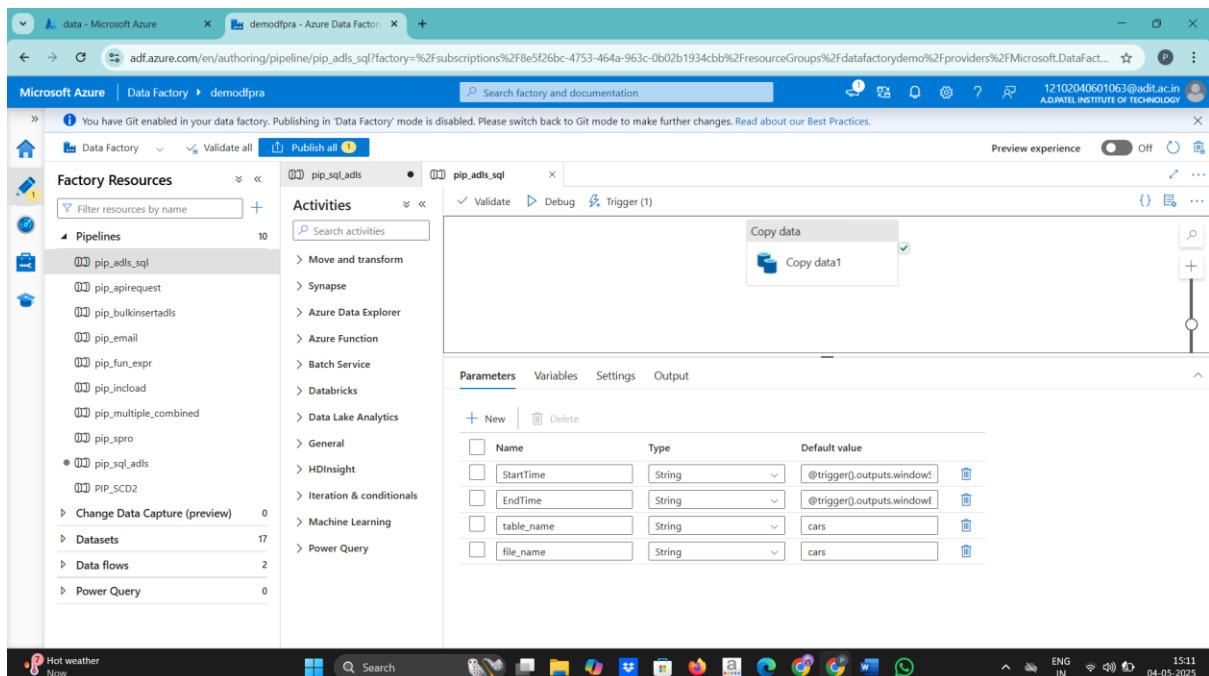 data - Microsoft Azure
demodfpra - Azure Data Factor
adf.azure.com/en/authoring/pipeline/pip_adls_sql?factory=%2Fsubscriptions%2F8e5f26bc-4753-464a-963c-0b02b1934cbb%2FresourceGroups%2Fdatafactorydemo%2Fproviders%2FMicrosoft.DataFact...
P
Microsoft Azure
Data Factory
demodfpra
Search factory and documentation
1
12102040601063@adit.ac.in
A.D.PATEL INSTITUTE OF TECHNOLOGY
You have Git enabled in your data factory. Publishing in 'Data Factory' mode is disabled. Please switch back to Git mode to make further changes. Read about our Best Practices.
Data Factory
Validate all
Publish all 1
Preview experience
Off
1
Factory Resources
Filter resources by name
Pipelines 10
pip_adls_sql
pip_apirequest
pip_bulkinsertadls
pip_email
pip_fun_expr
pip_incload
pip_multiple_combined
pip_spro
pip_sql_adls
PIP_SCD2
Change Data Capture (preview) 0
Datasets 17
Data flows 2
Power Query 0
pip_sql_adls
pip_adls_sql
Activities
Search activities
Move and transform
Synapse
Azure Data Explorer
Azure Function
Batch Service
Databricks
Data Lake Analytics
General
HDInsight
Iteration & conditionals
Machine Learning
Power Query
Validate
Debug
Trigger (1)
{}
Copy data
Copy data1
Parameters
Variables
Settings
Output
New
Delete
Name Type Default value
StartTime String @trigger().outputs.windowS
EndTime String @trigger().outputs.windowE
table_name String cars
file_name String cars
Hot weather
Now
Search
ENG
IN
15:11
04-05-2025